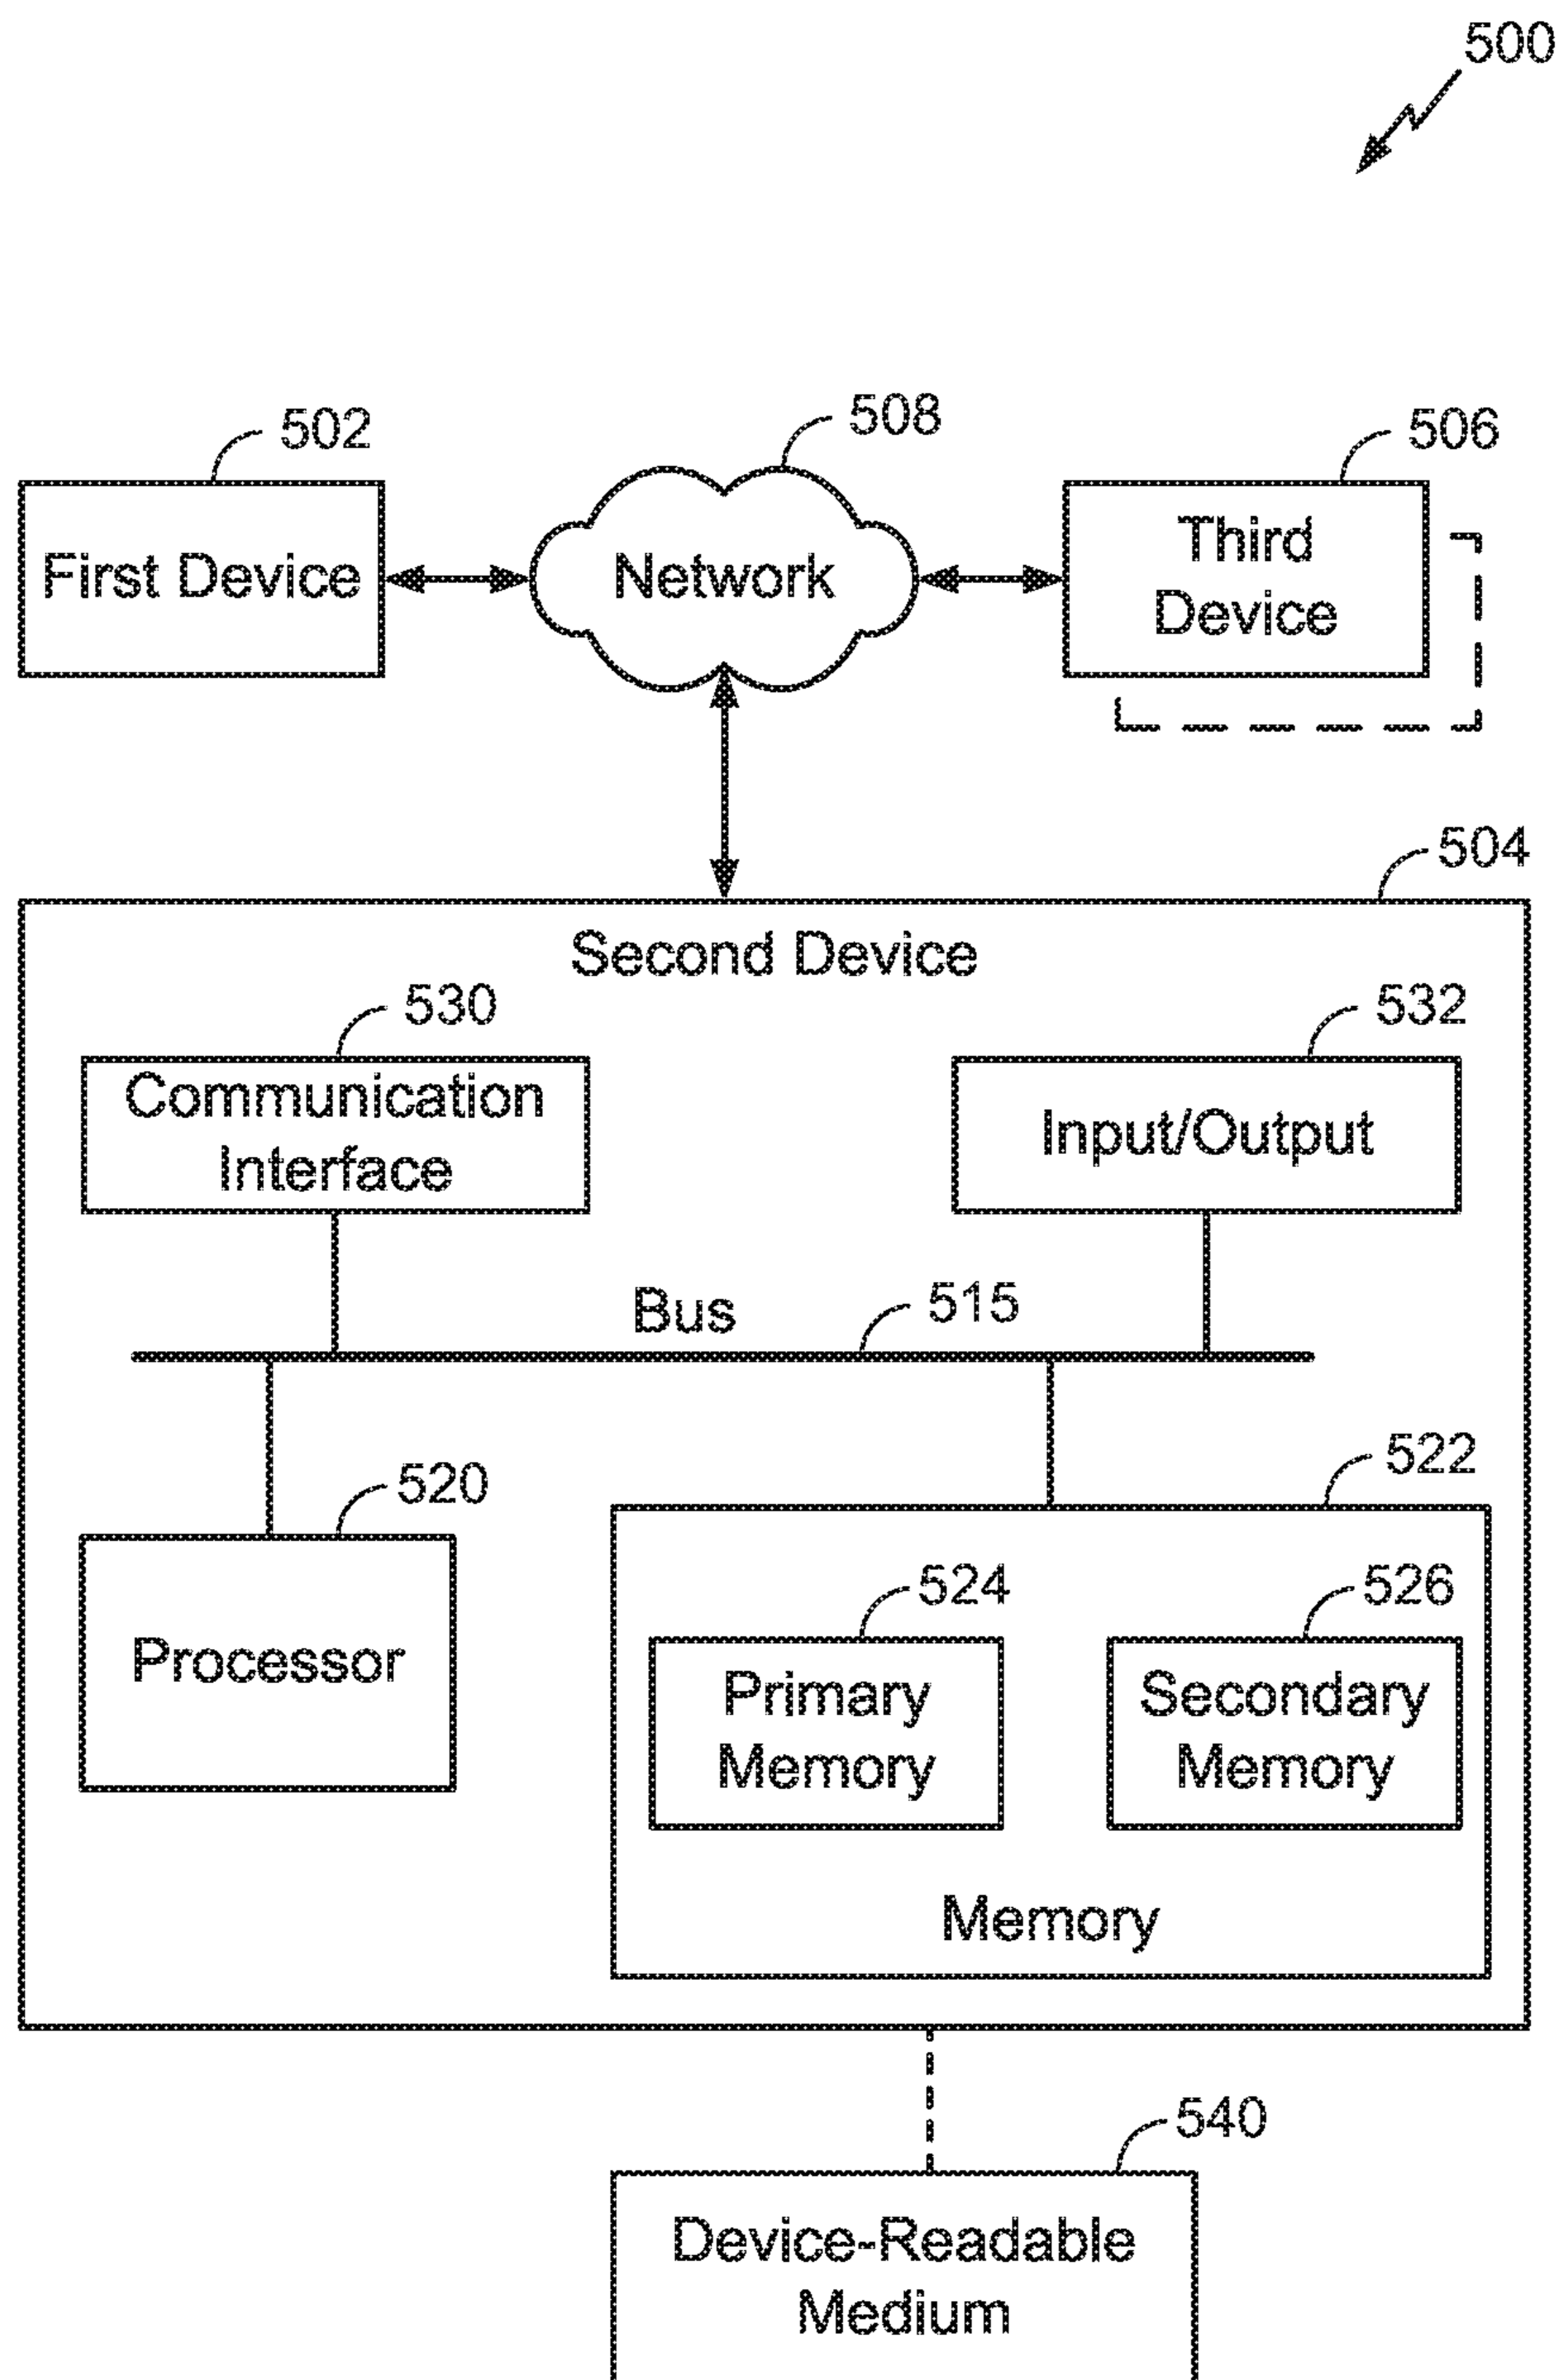 500
502
508
506
First Device
Network
Third
Device
504
Second Device
530
532
Communication
Interface
Input/Output
Bus
515
520
522
Processor
524
526
Primary
Memory
Secondary
Memory
Memory
540
Device-Readable
Medium